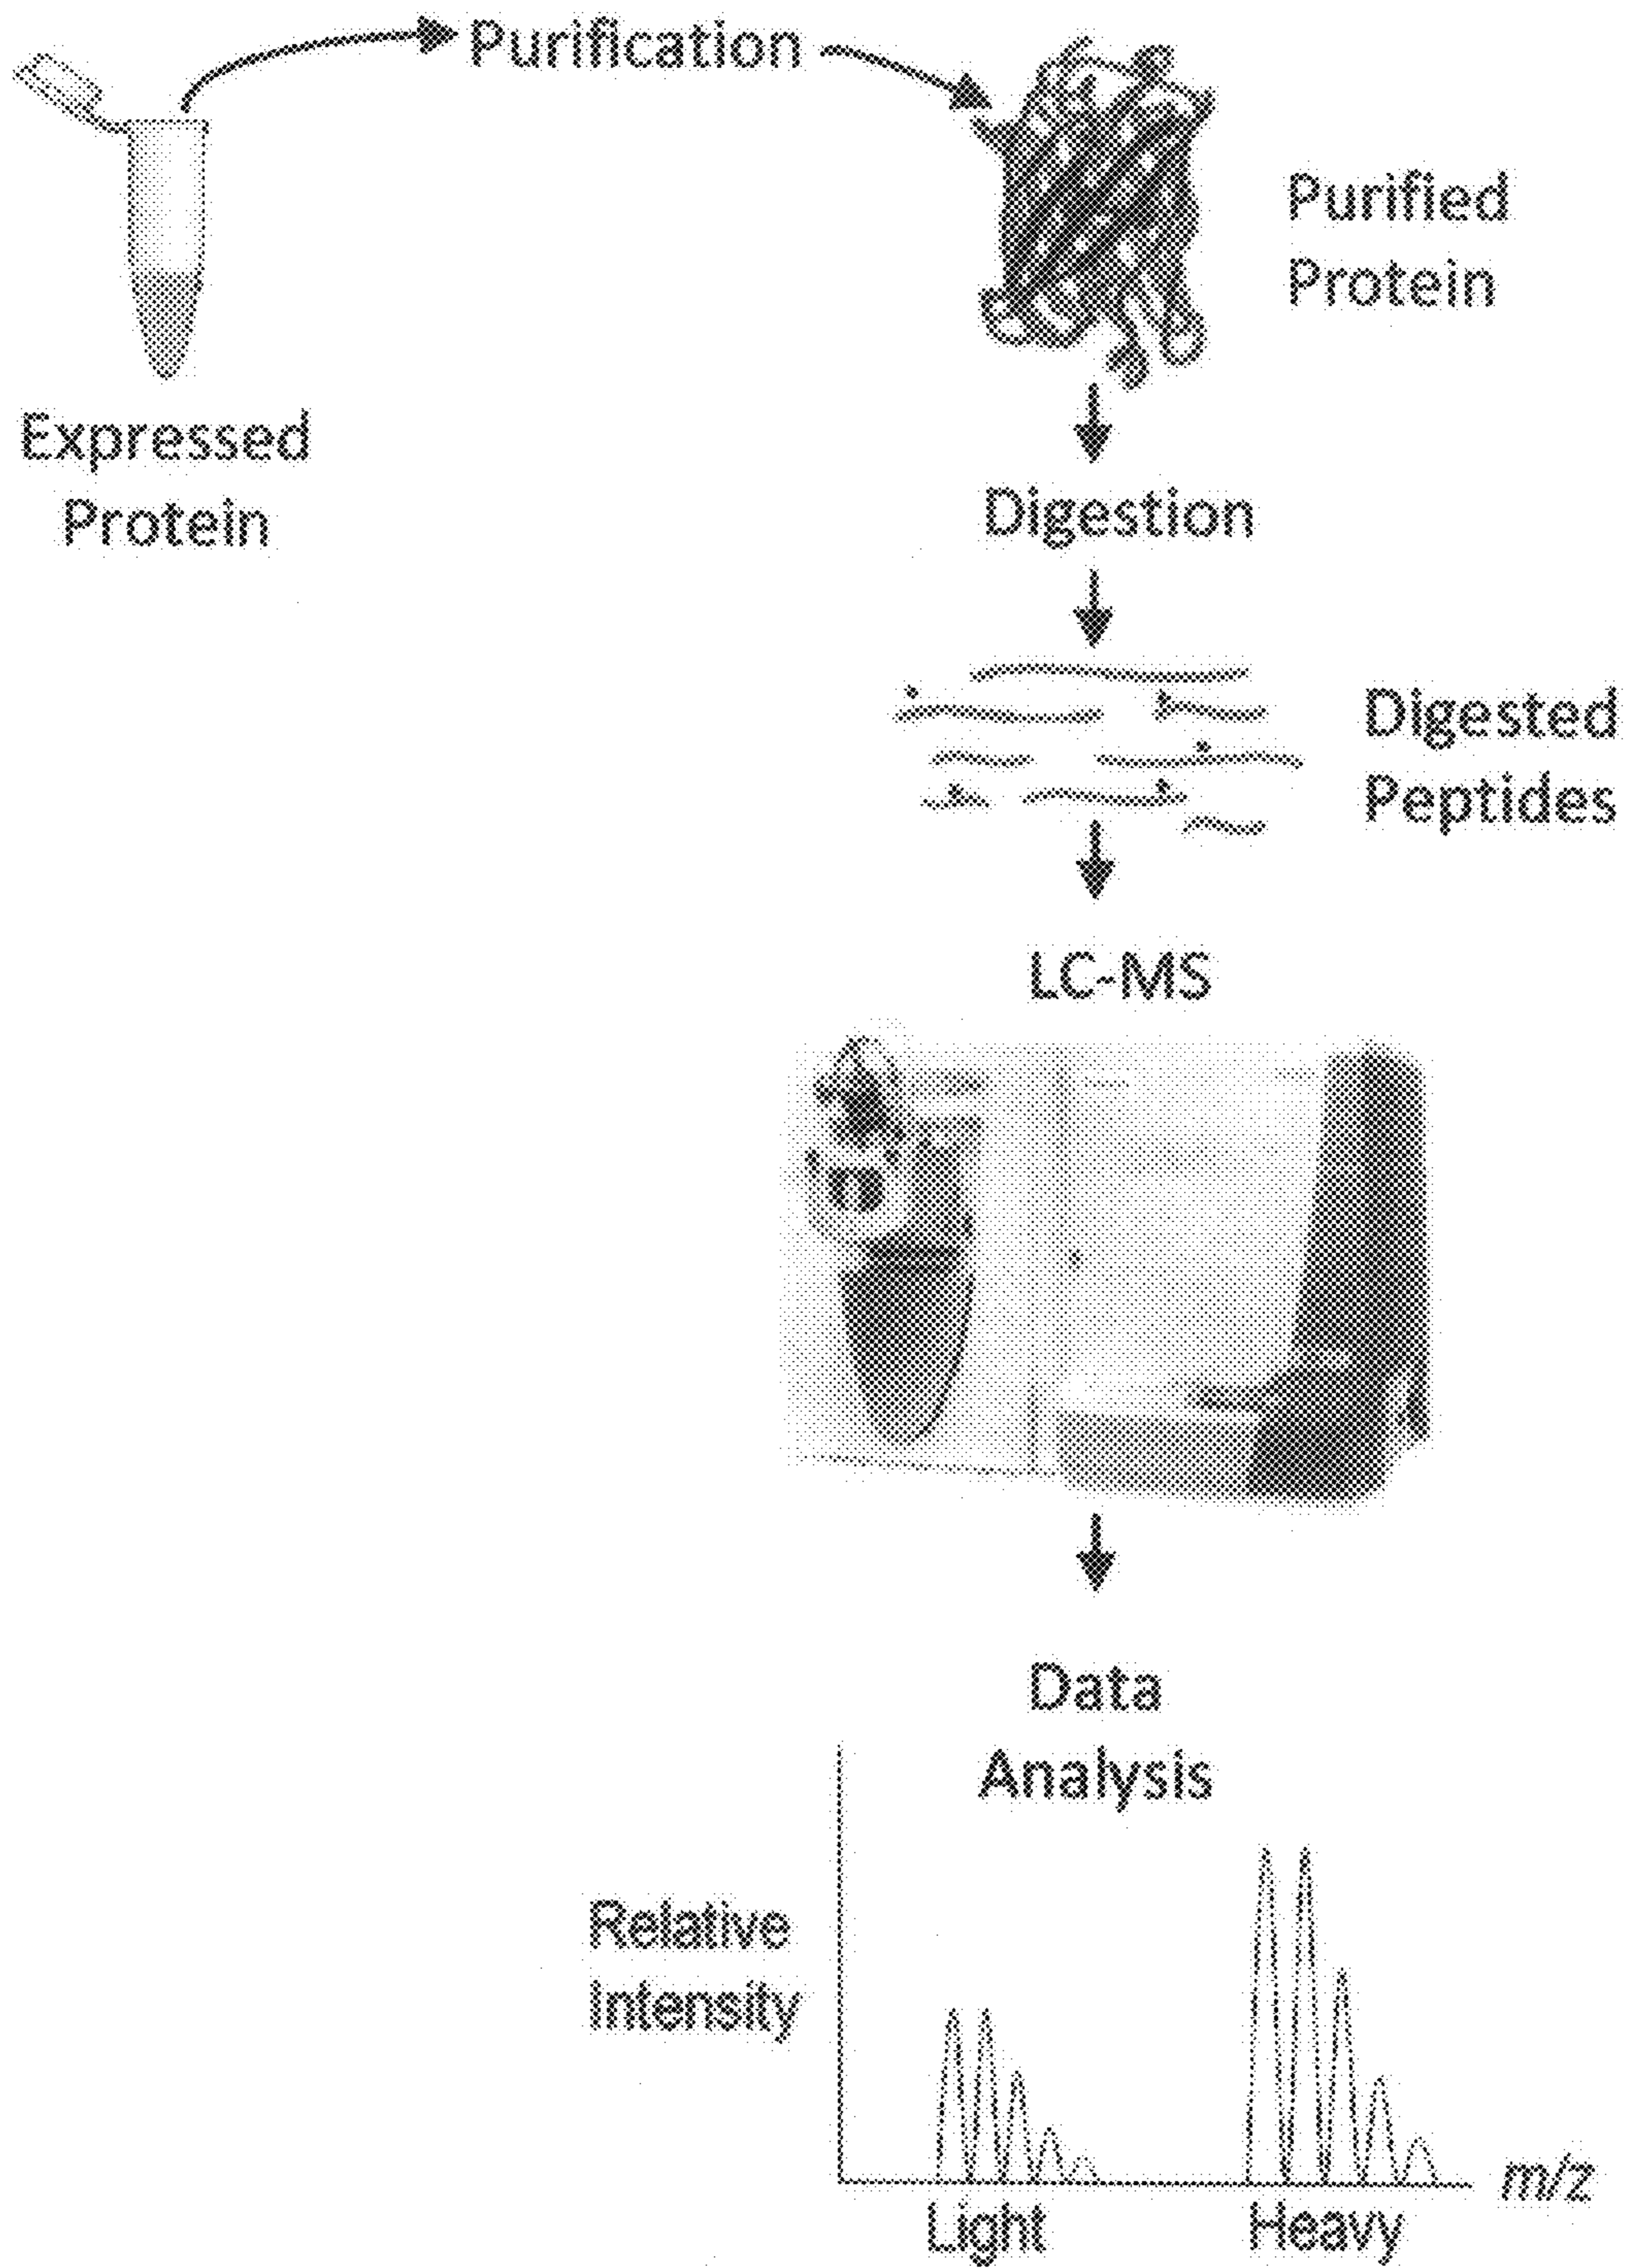 Purification
Expressed
Protein
Purified
Protein
Digestion
Digested
Peptides
LC-MS
Data
Analysis
Relative
Intensity
m/z
Light
Heavy